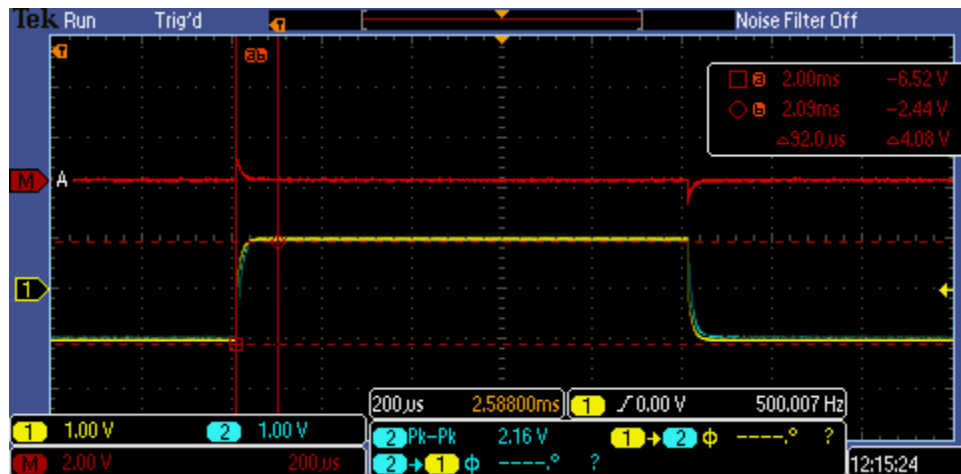 Tek Run Trig'd T Noise Filter Off
T
ab
a 2.00ms -6.52 V
b 2.09ms -2.44 V
△92.0µs △4.08 V
M A
1
200µs 2.58800ms 1 0.00 V 500.007 Hz
1 1.00 V 2 1.00 V
2 Pk-Pk 2.16 V 1→2 ϕ ----.° ?
M 2.00 V 200µs
2→1 ϕ ----.° ?
12:15:24